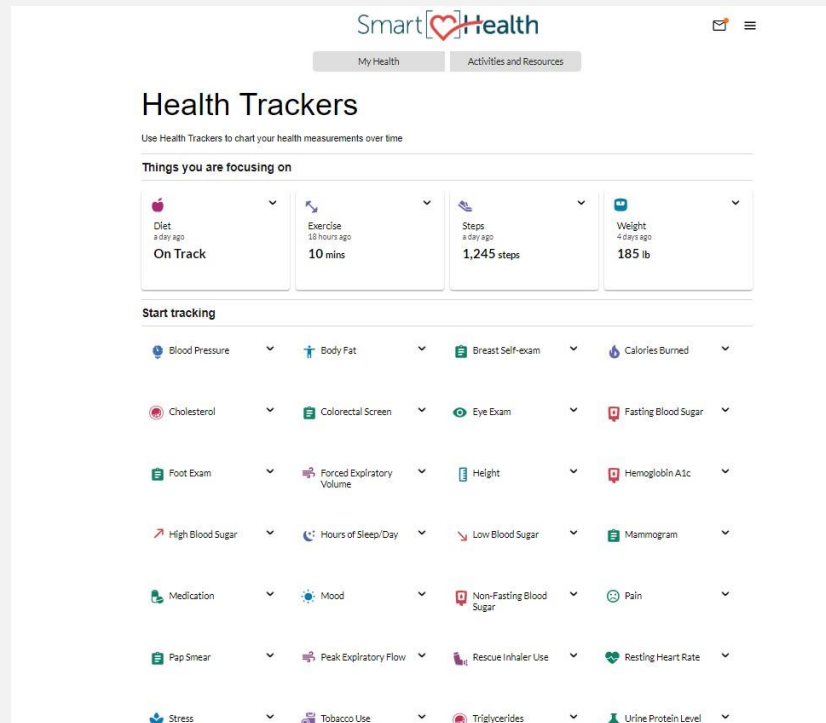 Smart Health
My Health
Activities and Resources
Health Trackers
Use Health Trackers to chart your health measurements over time
Things you are focusing on
Diet
a day ago
On Track
Exercise
18 hours ago
10 mins
Steps
a day ago
1,245 steps
Weight
4 days ago
185 lb
Start tracking
Blood Pressure
Body Fat
Breast Self-exam
Calories Burned
Cholesterol
Colorectal Screen
Eye Exam
Fasting Blood Sugar
Foot Exam
Forced Expiratory
Volume
Height
Hemoglobin A1c
High Blood Sugar
Hours of Sleep/Day
Low Blood Sugar
Mammogram
Medication
Mood
Non-Fasting Blood
Sugar
Pain
Pap Smear
Peak Expiratory Flow
Rescue Inhaler Use
Resting Heart Rate
Stress
Tobacco Use
Triglycerides
Urine Protein Level